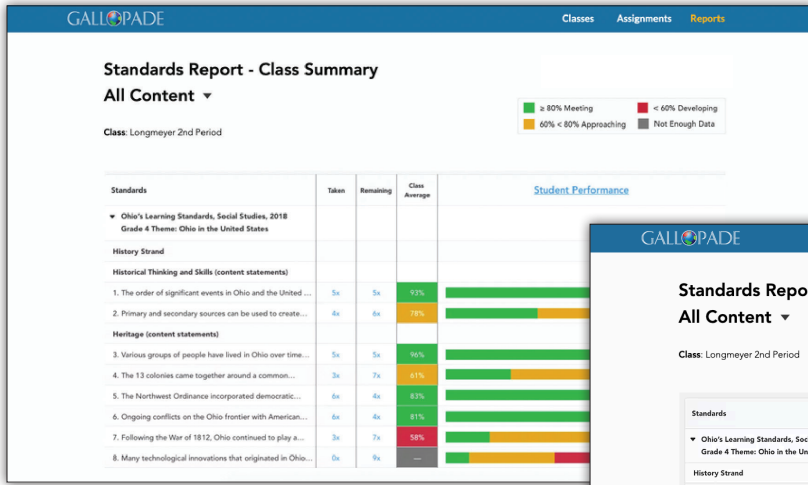 GALLOPADE
Classes Assignments Reports
Standards Report - Class Summary
All Content
≥ 80% Meeting < 60% Developing
60% < 80% Approaching Not Enough Data
Class: Longmeyer 2nd Period
Standards Taken Remaining Class Average Student Performance
Ohio's Learning Standards, Social Studies, 2018
Grade 4 Theme: Ohio in the United States
History Strand
Historical Thinking and Skills (content statements)
1. The order of significant events in Ohio and the United ... 5x 5x 93%
2. Primary and secondary sources can be used to create... 4x 6x 78%
Heritage (content statements)
3. Various groups of people have lived in Ohio over time... 5x 5x 96%
4. The 13 colonies came together around a common... 3x 7x 61%
5. The Northwest Ordinance incorporated democratic... 6x 4x 83%
6. Ongoing conflicts on the Ohio frontier with American... 6x 4x 81%
7. Following the War of 1812, Ohio continued to play a... 3x 7x 58%
8. Many technological innovations that originated in Ohio... 0x 9x —
GALLOPADE
Standards Repo
All Content
Class: Longmeyer 2nd Period
Standards
Ohio's Learning Standards, Soc
Grade 4 Theme: Ohio in the Un
History Strand